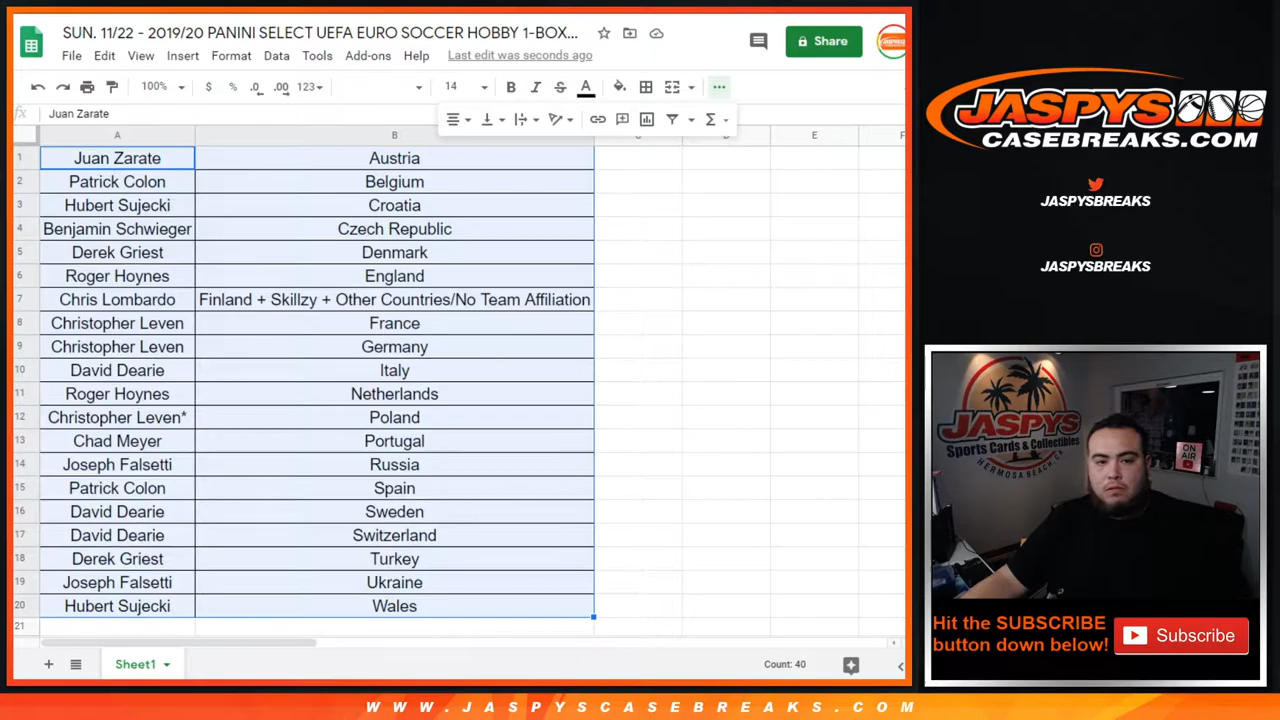 SUN. 11/22 - 2019/20 PANINI SELECT UEFA EURO SOCCER HOBBY 1-BOX...
File Edit View Insert Format Data Tools Add-ons Help Last edit was seconds ago
Share
100% $ % .0 .00 123 14 B I S A
fx Juan Zarate
A B E F
1 Juan Zarate Austria
2 Patrick Colon Belgium
3 Hubert Sujecki Croatia
4 Benjamin Schwieger Czech Republic
5 Derek Griest Denmark
6 Roger Hoynes England
7 Chris Lombardo Finland + Skillzy + Other Countries/No Team Affiliation
8 Christopher Leven France
9 Christopher Leven Germany
10 David Dearie Italy
11 Roger Hoynes Netherlands
12 Christopher Leven* Poland
13 Chad Meyer Portugal
14 Joseph Falsetti Russia
15 Patrick Colon Spain
16 David Dearie Sweden
17 David Dearie Switzerland
18 Derek Griest Turkey
19 Joseph Falsetti Ukraine
20 Hubert Sujecki Wales
21
Sheet1 Count: 40
JASPYS
CASEBREAKS.COM
JASPYSBREAKS
JASPYSBREAKS
JASPYS
Sports Cards & Collectibles
HERMOSA BEACH, CA
ON
AIR
Hit the SUBSCRIBE
button down below!
Subscribe
WWW.JASPYSCASEBREAKS.COM